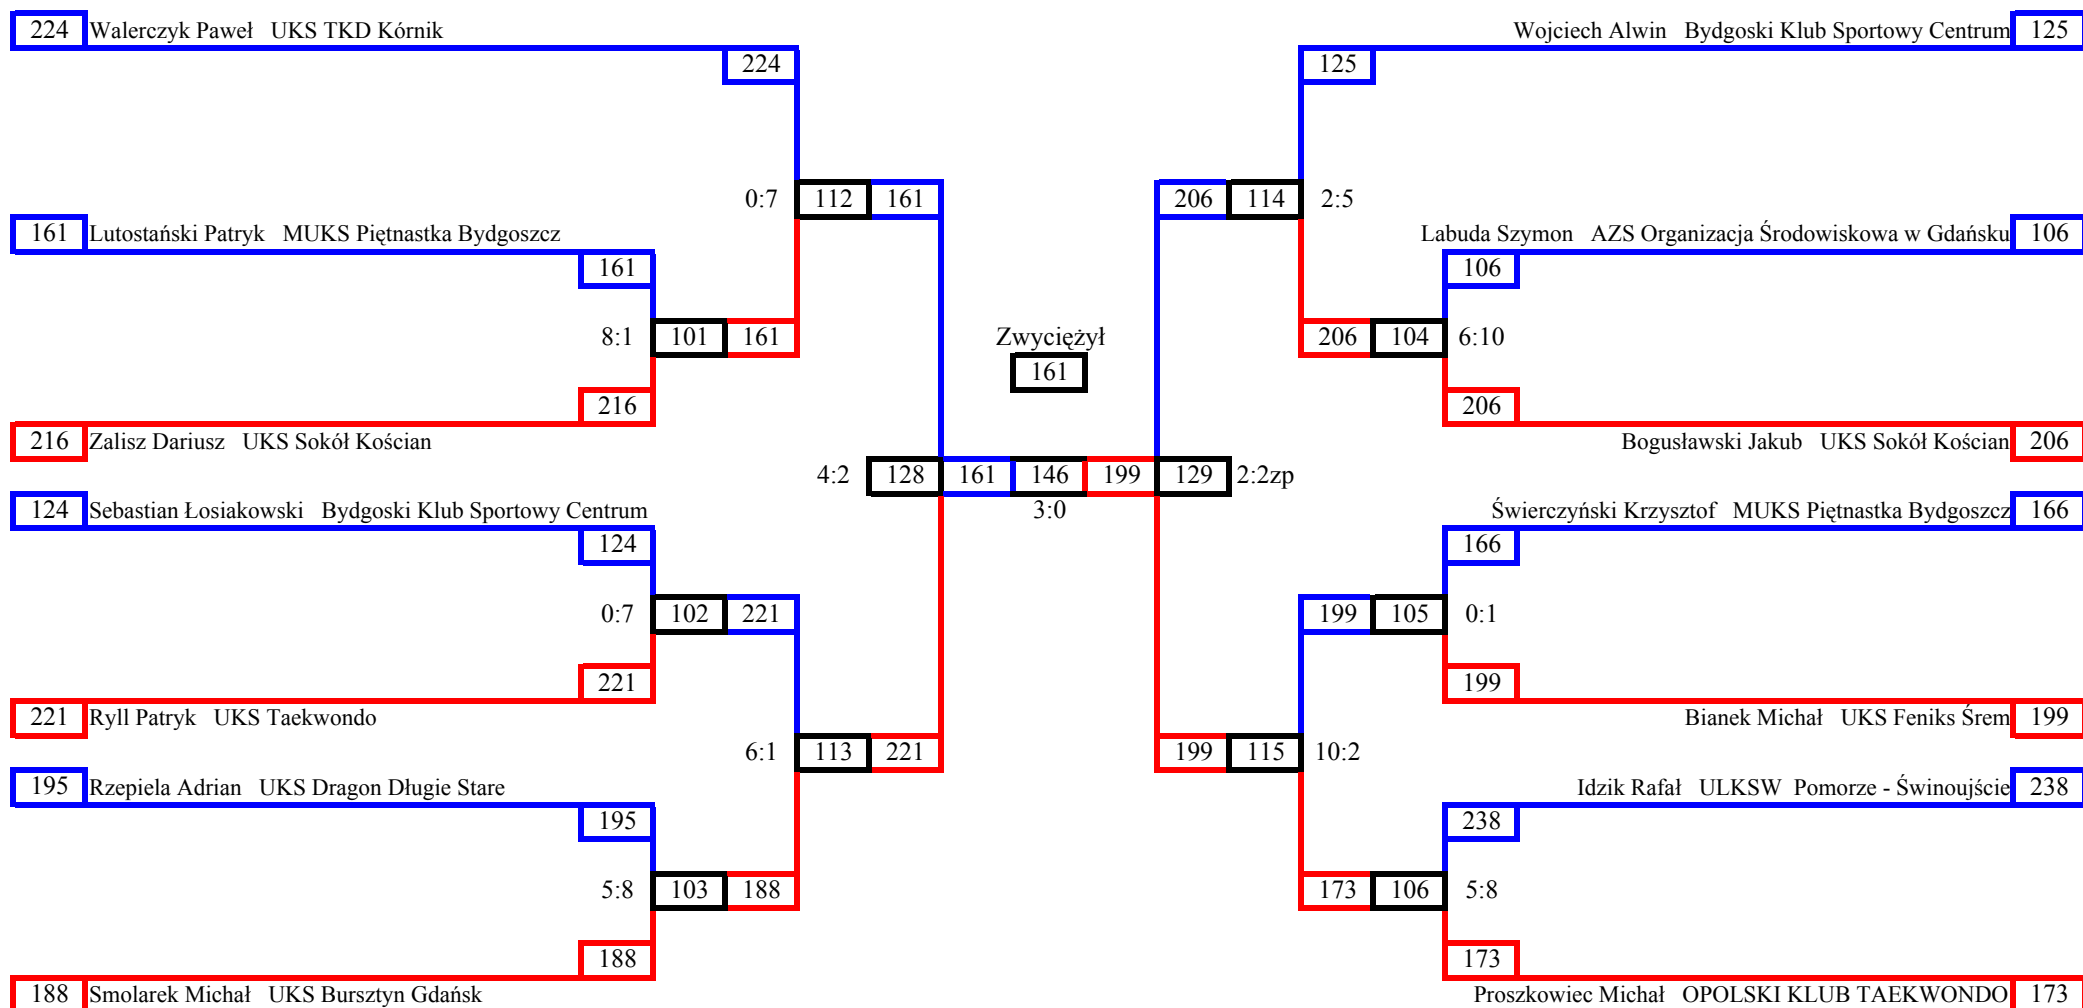 224 Walerczyk Paweł UKS TKD Kórnik Wojciech Alwin Bydgoski Klub Sportowy Centrum 125
224 125
0:7 112 161 206 114 2:5
161 Lutostański Patryk MUKS Piętnastka Bydgoszcz Labuda Szymon AZS Organizacja Środowiskowa w Gdańsku 106
161 106
8:1 101 161 Zwyciężył 206 104 6:10
161
216 206
216 Zalisz Dariusz UKS Sokół Kościan Bogusławski Jakub UKS Sokół Kościan 206
4:2 128 161 146 199 129 2:2zp
3:0
124 Sebastian Łosiakowski Bydgoski Klub Sportowy Centrum Świerczyński Krzysztof MUKS Piętnastka Bydgoszcz 166
124 166
0:7 102 221 199 105 0:1
221 199
221 Ryll Patryk UKS Taekwondo Bianek Michał UKS Feniks Śrem 199
6:1 113 221 199 115 10:2
195 Rzepiela Adrian UKS Dragon Długie Stare Idzik Rafał ULKSW Pomorze - Świnoujście 238
195 238
5:8 103 188 173 106 5:8
188 173
188 Smolarek Michał UKS Bursztyn Gdańsk Proszkowiec Michał OPOLSKI KLUB TAEKWONDO 173